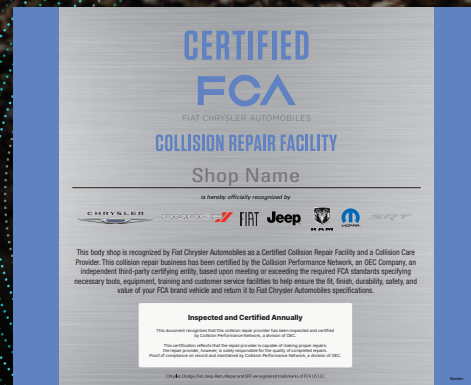 CERTIFIED
FCA
FIAT CHRYSLER AUTOMOBILES
COLLISION REPAIR FACILITY
Shop Name
is hereby officially recognized by
CHRYSLER DODGE FIAT Jeep RAM MOPAR SRT
This body shop is recognized by Fiat Chrysler Automobiles as a Certified Collision Repair Facility and a Collision Care
Provider. This collision repair business has been certified by the Collision Performance Network, an OEC Company, an
independent third-party certifying entity, based upon meeting or exceeding the required FCA standards specifying
necessary tools, equipment, training and customer service facilities to help ensure the fit, finish, durability, safety, and
value of your FCA brand vehicle and return it to Fiat Chrysler Automobiles specifications.
Inspected and Certified Annually
This document recognizes that this collision repair provider has been inspected and certified
by Collision Performance Network, a division of OEC.
This certification reflects that the repair provider is capable of making proper repairs.
The repair provider, however, is solely responsible for the quality of completed repairs.
Proof of compliance on record and maintained by Collision Performance Network, a division of OEC.
Chrysler, Dodge, Fiat, Jeep, Ram, Mopar and SRT are registered trademarks of FCA US LLC.
Number